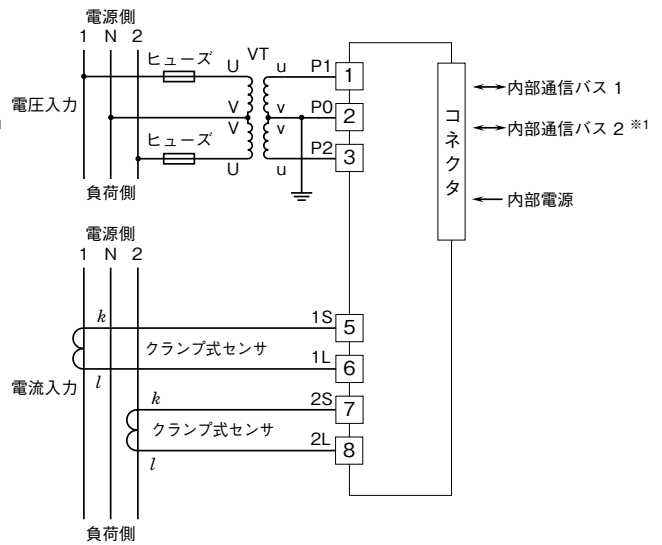 電源側
1 N 2
ヒューズ
VT
U u P1 1
電圧入力
V v P0 2
V v
ヒューズ
P2 3
U u
負荷側
コネクタ
内部通信バス 1
内部通信バス 2 ※1
内部電源
電源側
1 N 2
k 1S 5
クランプ式センサ
l 1L 6
電流入力
k 2S 7
クランプ式センサ
l 2L 8
負荷側